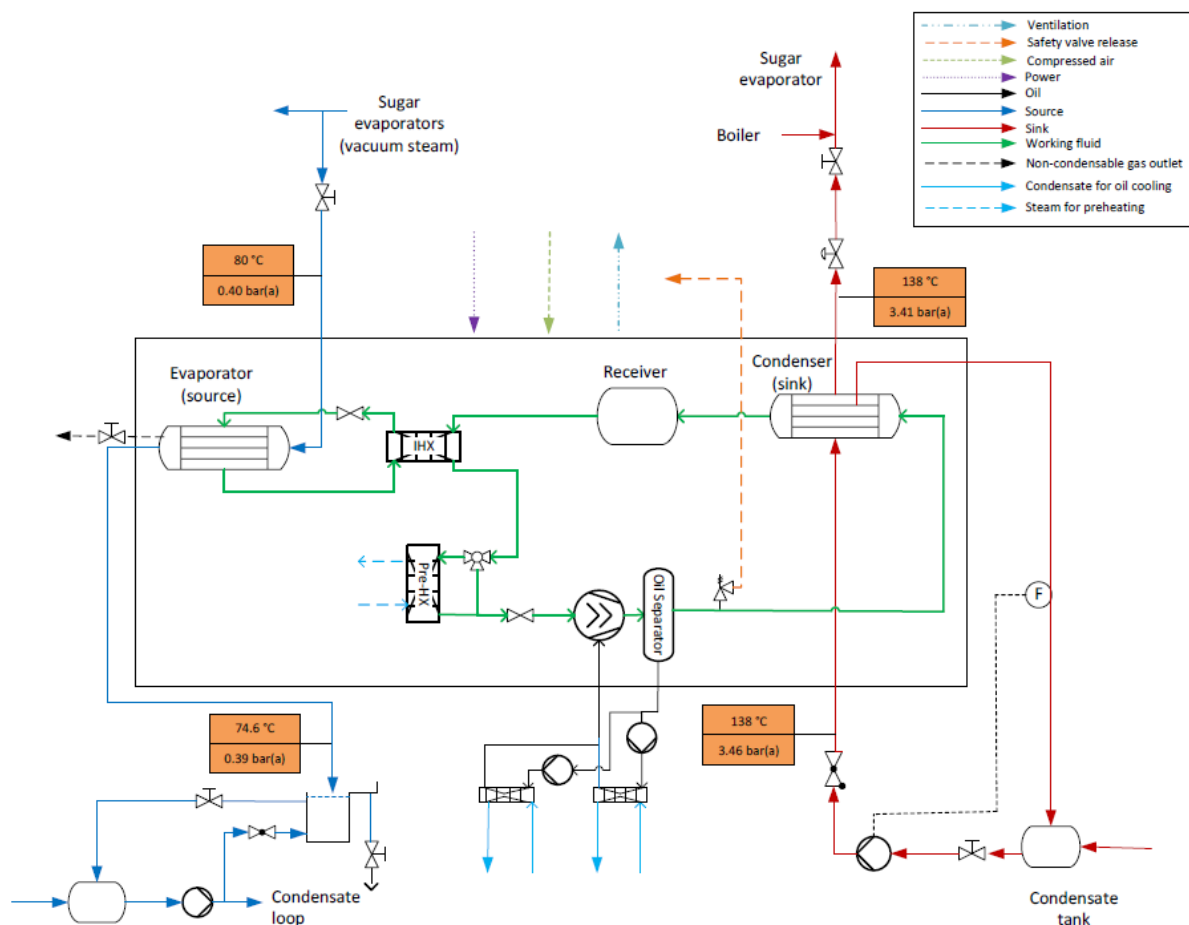 Ventilation
Safety valve release
Compressed air
Power
Oil
Source
Sink
Working fluid
Non-condensable gas outlet
Condensate for oil cooling
Steam for preheating
Sugar
evaporator
Sugar
evaporators
(vacuum steam)
Boiler
80 °C
0.40 bar(a)
138 °C
3.41 bar(a)
Evaporator
(source)
Receiver
Condenser
(sink)
IHX
Pre-HX
Oil Separator
F
74.6 °C
0.39 bar(a)
138 °C
3.46 bar(a)
Condensate
loop
Condensate
tank